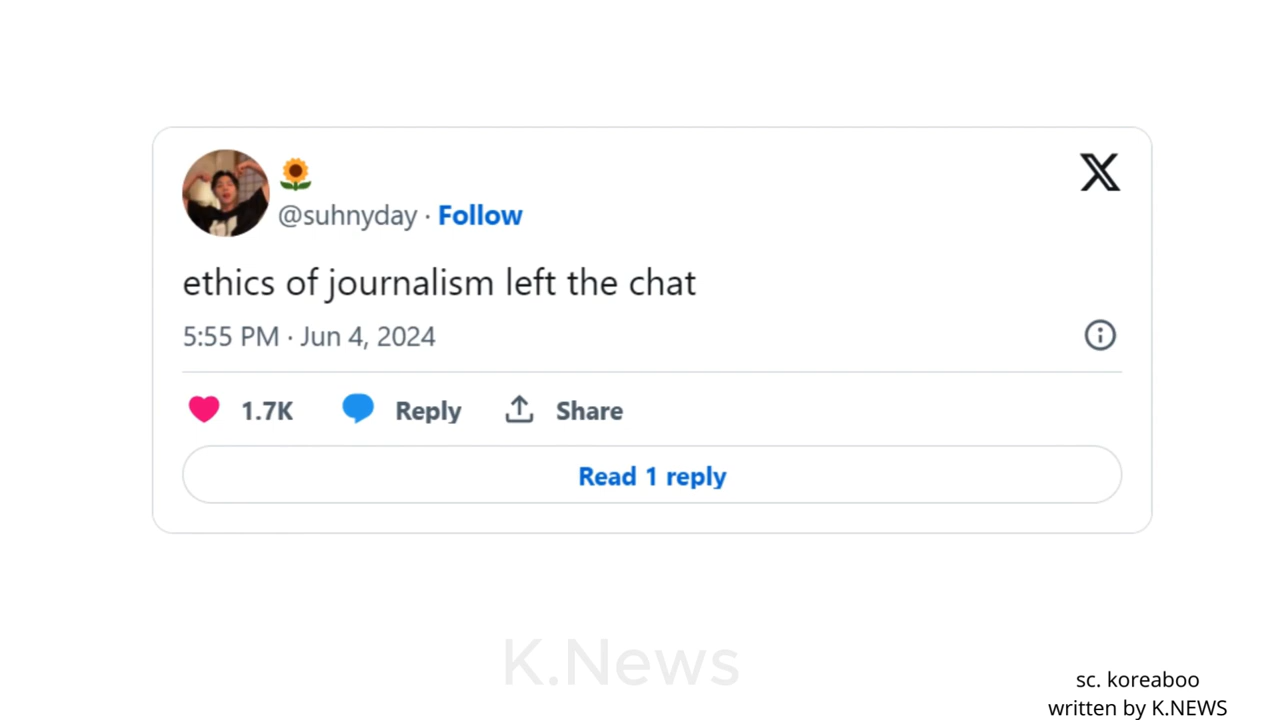 @suhnyday · Follow
ethics of journalism left the chat
5:55 PM · Jun 4, 2024
1.7K Reply Share
Read 1 reply
K.News
sc. koreaboo
written by K.NEWS